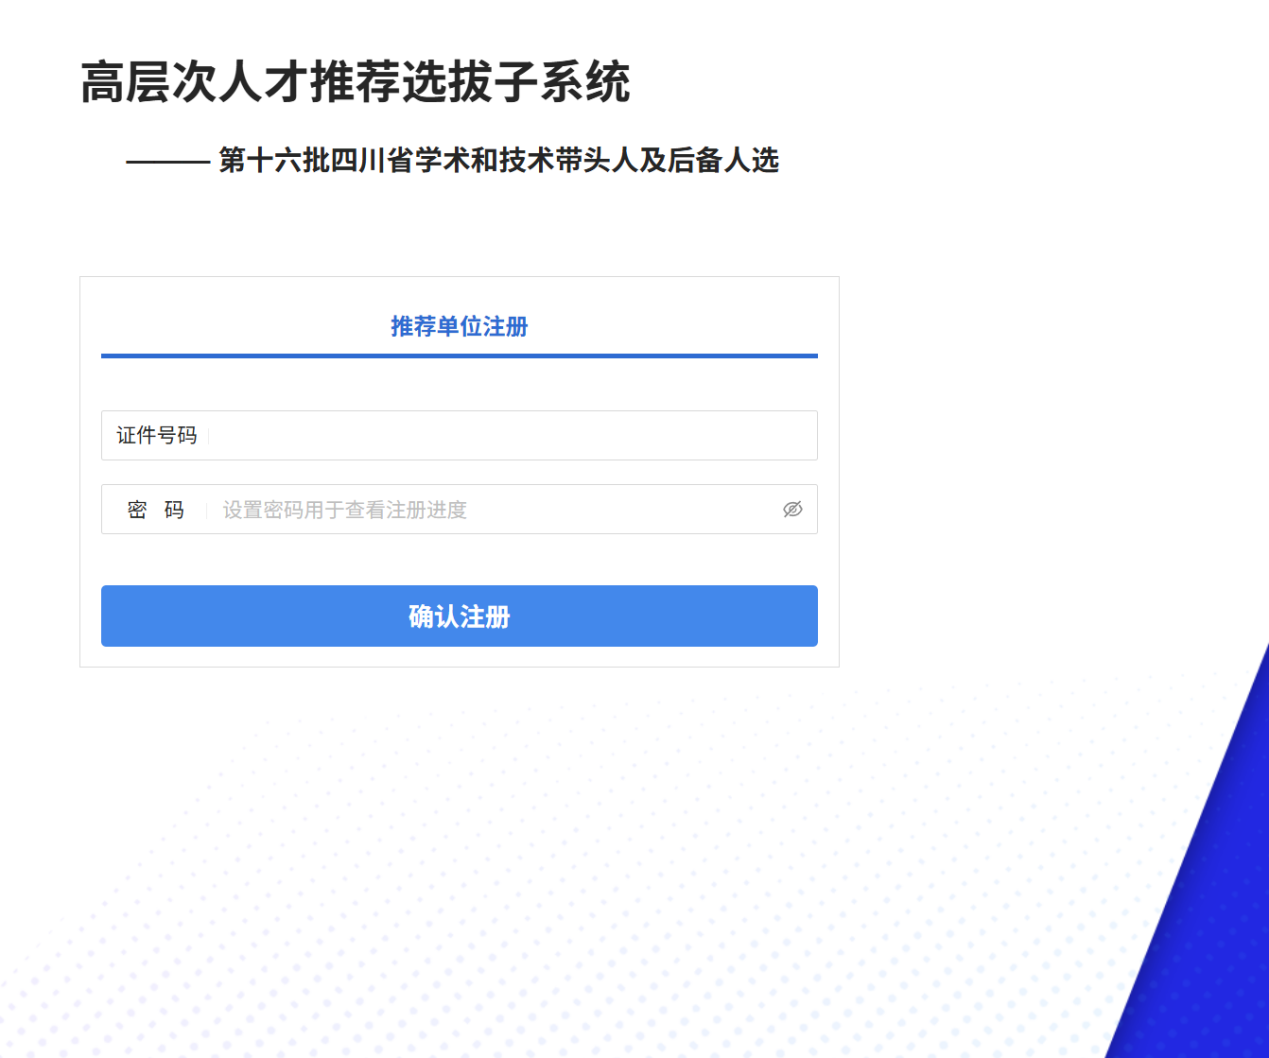 高层次人才推荐选拔子系统
——— 第十六批四川省学术和技术带头人及后备人选
推荐单位注册
证件号码
密 码 设置密码用于查看注册进度
确认注册